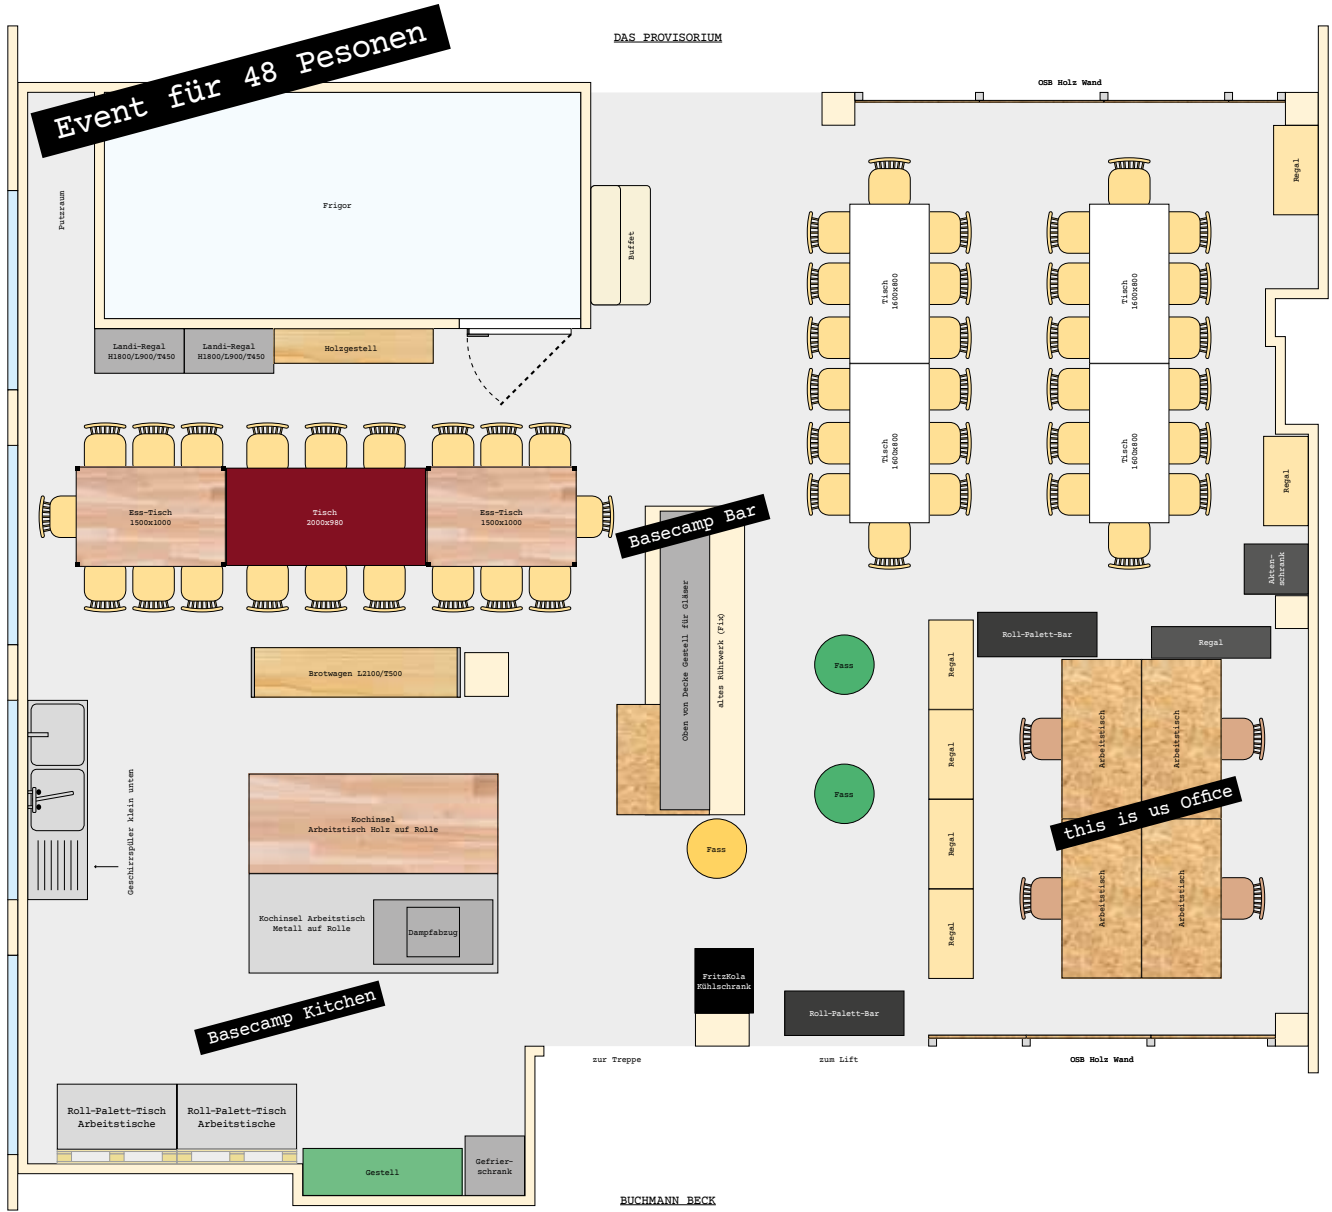 DAS PROVISORIUM
Event für 48 Pesonen
OSB Holz Wand
Regal
Putzraum
Frigor
Buffet
Tisch
1600x800
Tisch
1600x800
Landi-Regal
H1800/L900/T450
Landi-Regal
H1800/L900/T450
Holzgestell
Tisch
1600x800
Tisch
1600x800
Regal
Ess-Tisch
1500x1000
Tisch
2000x980
Ess-Tisch
1500x1000
Basecamp Bar
Akten-
schrank
Oben von Decke Gestell für Gläser
altes Rührwerk (Fix)
Roll-Palett-Bar
Regal
Fass
Regal
Brotwagen L2100/T500
Arbeitstisch
Arbeitstisch
Regal
Fass
this is us Office
Geschirrspüler klein unten
Kochinsel
Arbeitstisch Holz auf Rolle
Fass
Regal
Kochinsel Arbeitstisch
Metall auf Rolle
Dampfabzug
Arbeitstisch
Arbeitstisch
Regal
FritzKola
Kühlschrank
Roll-Palett-Bar
Basecamp Kitchen
zur Treppe
zum Lift
OSB Holz Wand
Roll-Palett-Tisch
Arbeitstische
Roll-Palett-Tisch
Arbeitstische
Gestell
Gefrier-
schrank
BUCHMANN BECK